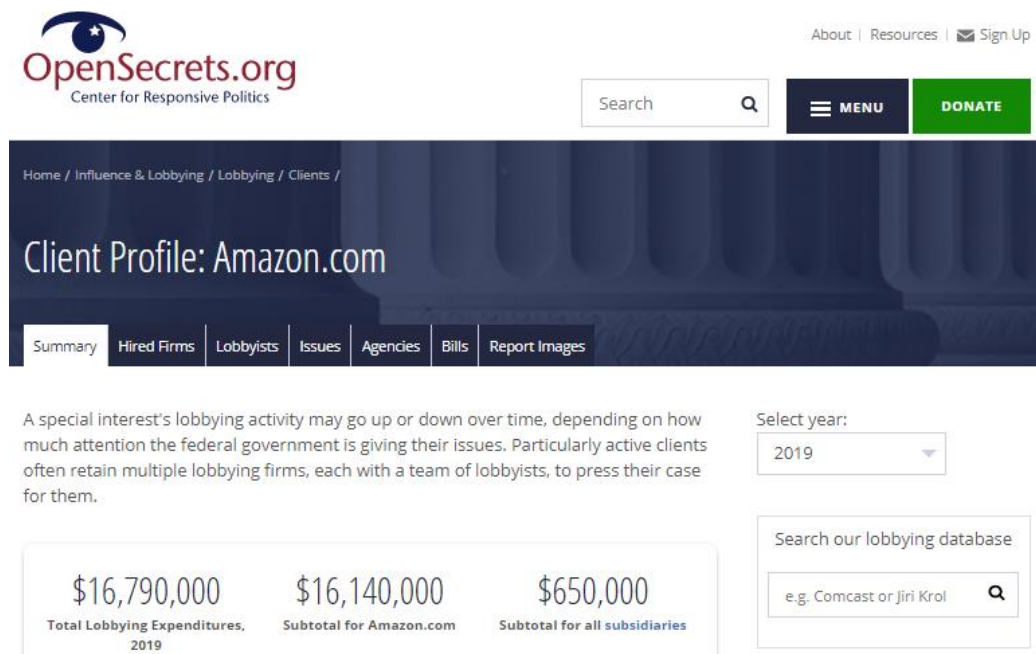 OpenSecrets.org
Center for Responsive Politics
About | Resources | Sign Up
Search
MENU
DONATE
Home / Influence & Lobbying / Lobbying / Clients /
Client Profile: Amazon.com
Summary
Hired Firms
Lobbyists
Issues
Agencies
Bills
Report Images
A special interest's lobbying activity may go up or down over time, depending on how
much attention the federal government is giving their issues. Particularly active clients
often retain multiple lobbying firms, each with a team of lobbyists, to press their case
for them.
Select year:
2019
Search our lobbying database
e.g. Comcast or Jiri Krol
$16,790,000
Total Lobbying Expenditures,
2019
$16,140,000
Subtotal for Amazon.com
$650,000
Subtotal for all subsidiaries